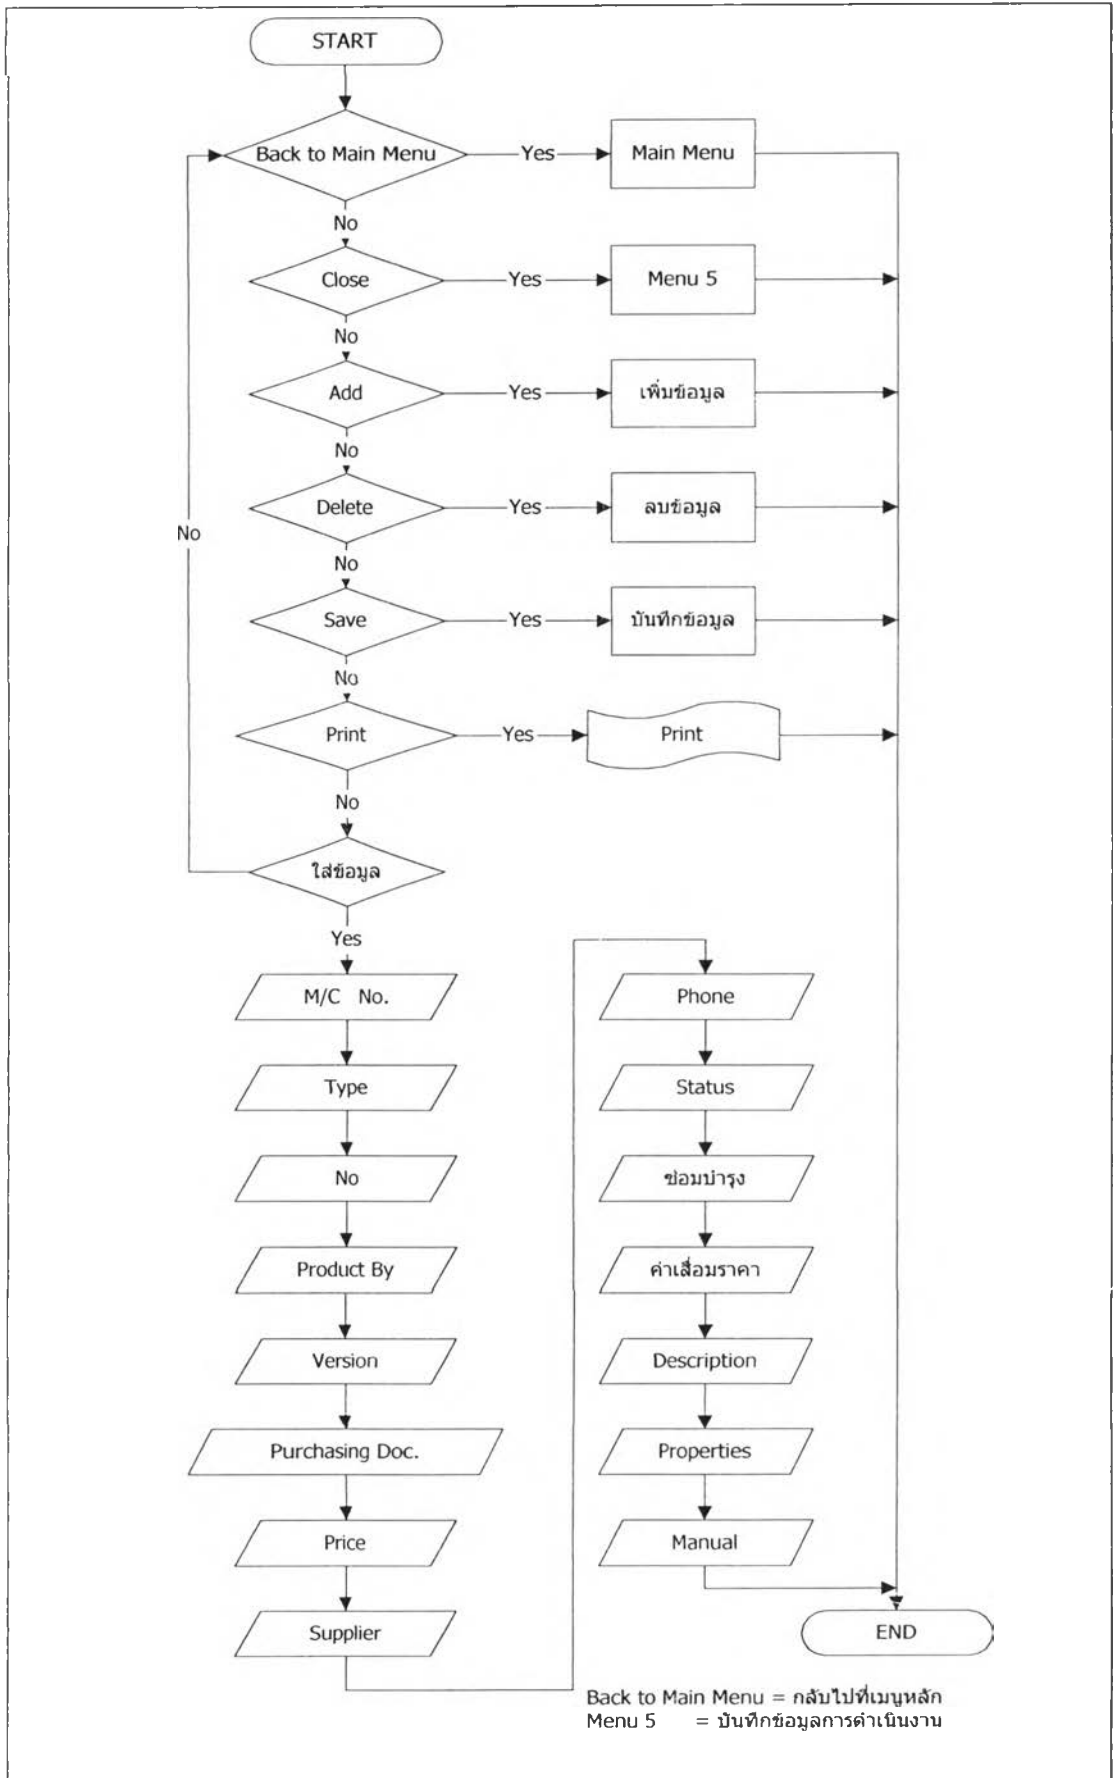 START
Back to Main Menu
Yes
Main Menu
No
Close
Yes
Menu 5
No
Add
Yes
เพิ่มข้อมูล
No
Delete
Yes
ลบข้อมูล
No
No
Save
Yes
บันทึกข้อมูล
No
Print
Yes
Print
No
ใส่ข้อมูล
Yes
M/C No.
Type
No
Product By
Version
Purchasing Doc.
Price
Supplier
Phone
Status
ซ่อมบำรุง
ค่าเสื่อมราคา
Description
Properties
Manual
END
Back to Main Menu = กลับไปที่เมนูหลัก
Menu 5 = บันทึกข้อมูลการดำเนินงาน